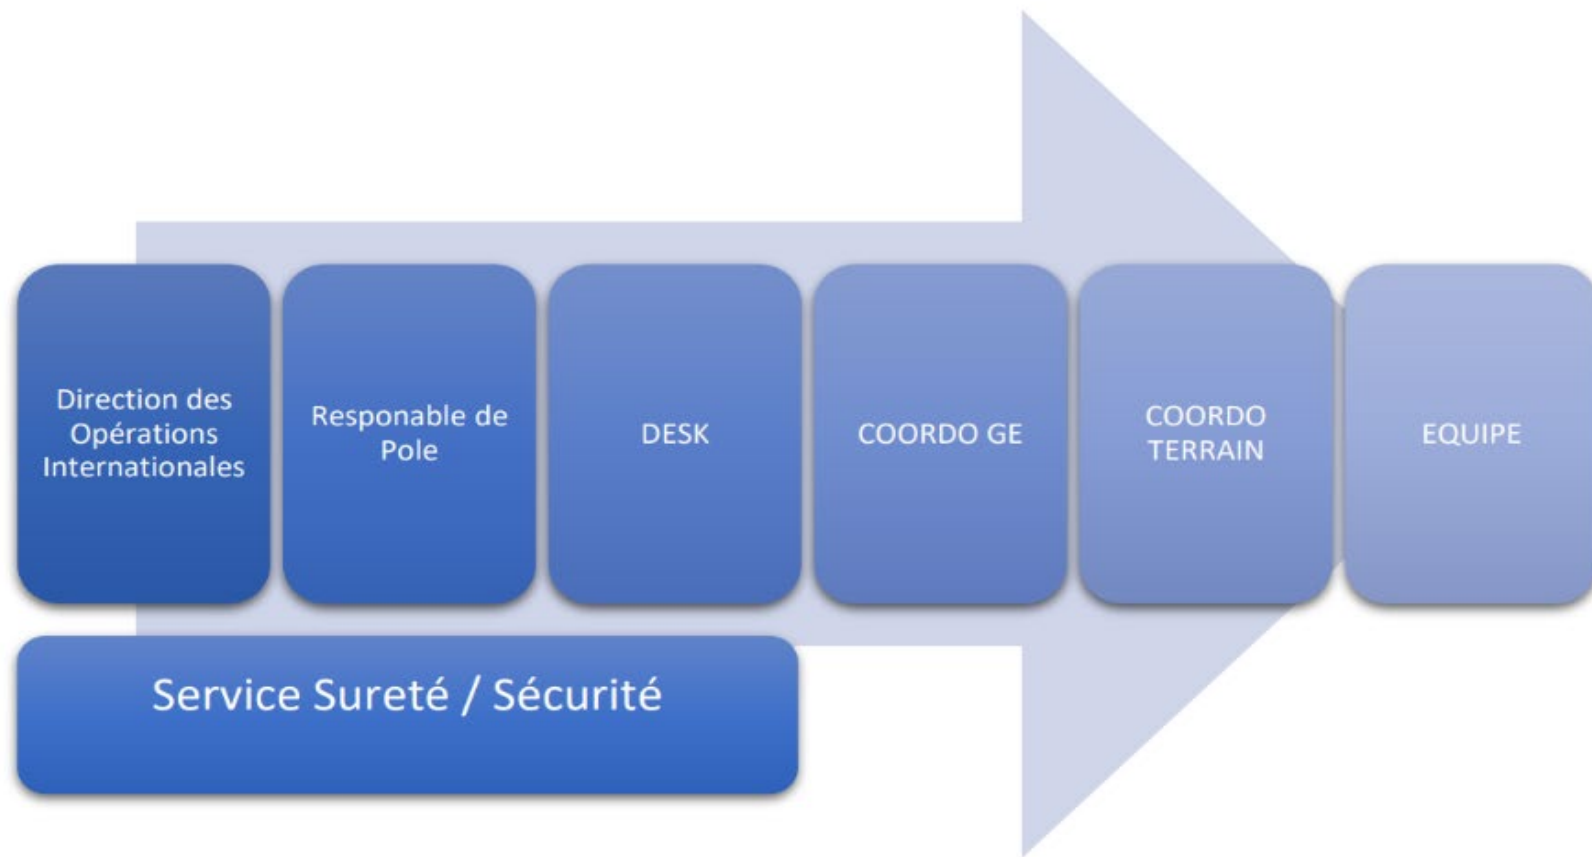 Direction des
Opérations
Internationales
Responable de
Pole
DESK
COORDO GE
COORDO
TERRAIN
EQUIPE
Service Sureté / Sécurité